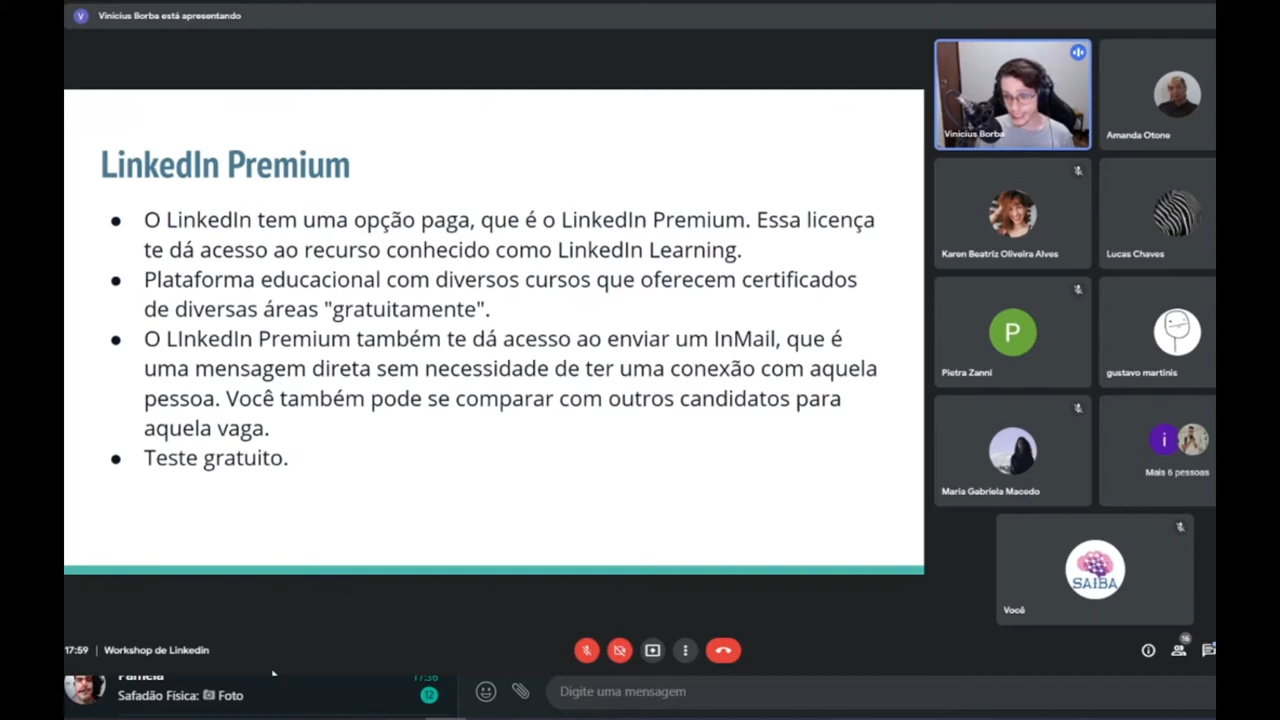 V
Vinicius Borba está apresentando
LinkedIn Premium
● O LinkedIn tem uma opção paga, que é o LinkedIn Premium. Essa licença
te dá acesso ao recurso conhecido como LinkedIn Learning.
● Plataforma educacional com diversos cursos que oferecem certificados
de diversas áreas "gratuitamente".
● O LInkedIn Premium também te dá acesso ao enviar um InMail, que é
uma mensagem direta sem necessidade de ter uma conexão com aquela
pessoa. Você também pode se comparar com outros candidatos para
aquela vaga.
● Teste gratuito.
Vinicius Borba
Amanda Otone
Karen Beatriz Oliveira Alves
Lucas Chaves
P
Pietra Zanni
gustavo martinis
Maria Gabriela Macedo
i
Mais 6 pessoas
SAIBA
Você
17:59 | Workshop de Linkedin
16
Pamela
17:36
Safadão Física: Foto
12
Digite uma mensagem